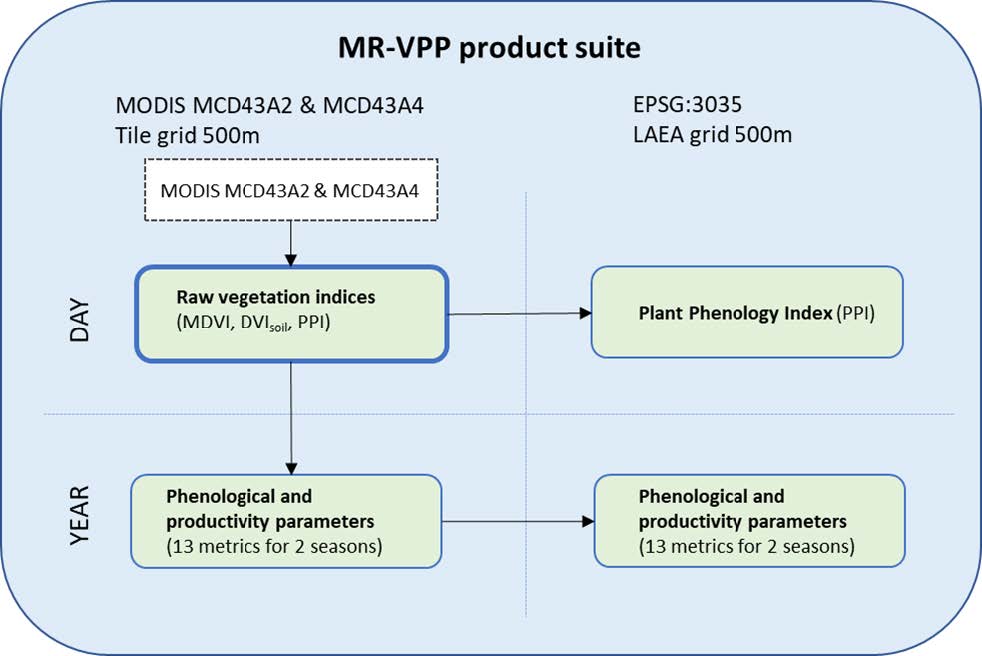 MR-VPP product suite
MODIS MCD43A2 & MCD43A4
Tile grid 500m
EPSG:3035
LAEA grid 500m
MODIS MCD43A2 & MCD43A4
DAY
Raw vegetation indices
(MDVI, DVIsoil, PPI)
Plant Phenology Index (PPI)
YEAR
Phenological and
productivity parameters
(13 metrics for 2 seasons)
Phenological and
productivity parameters
(13 metrics for 2 seasons)